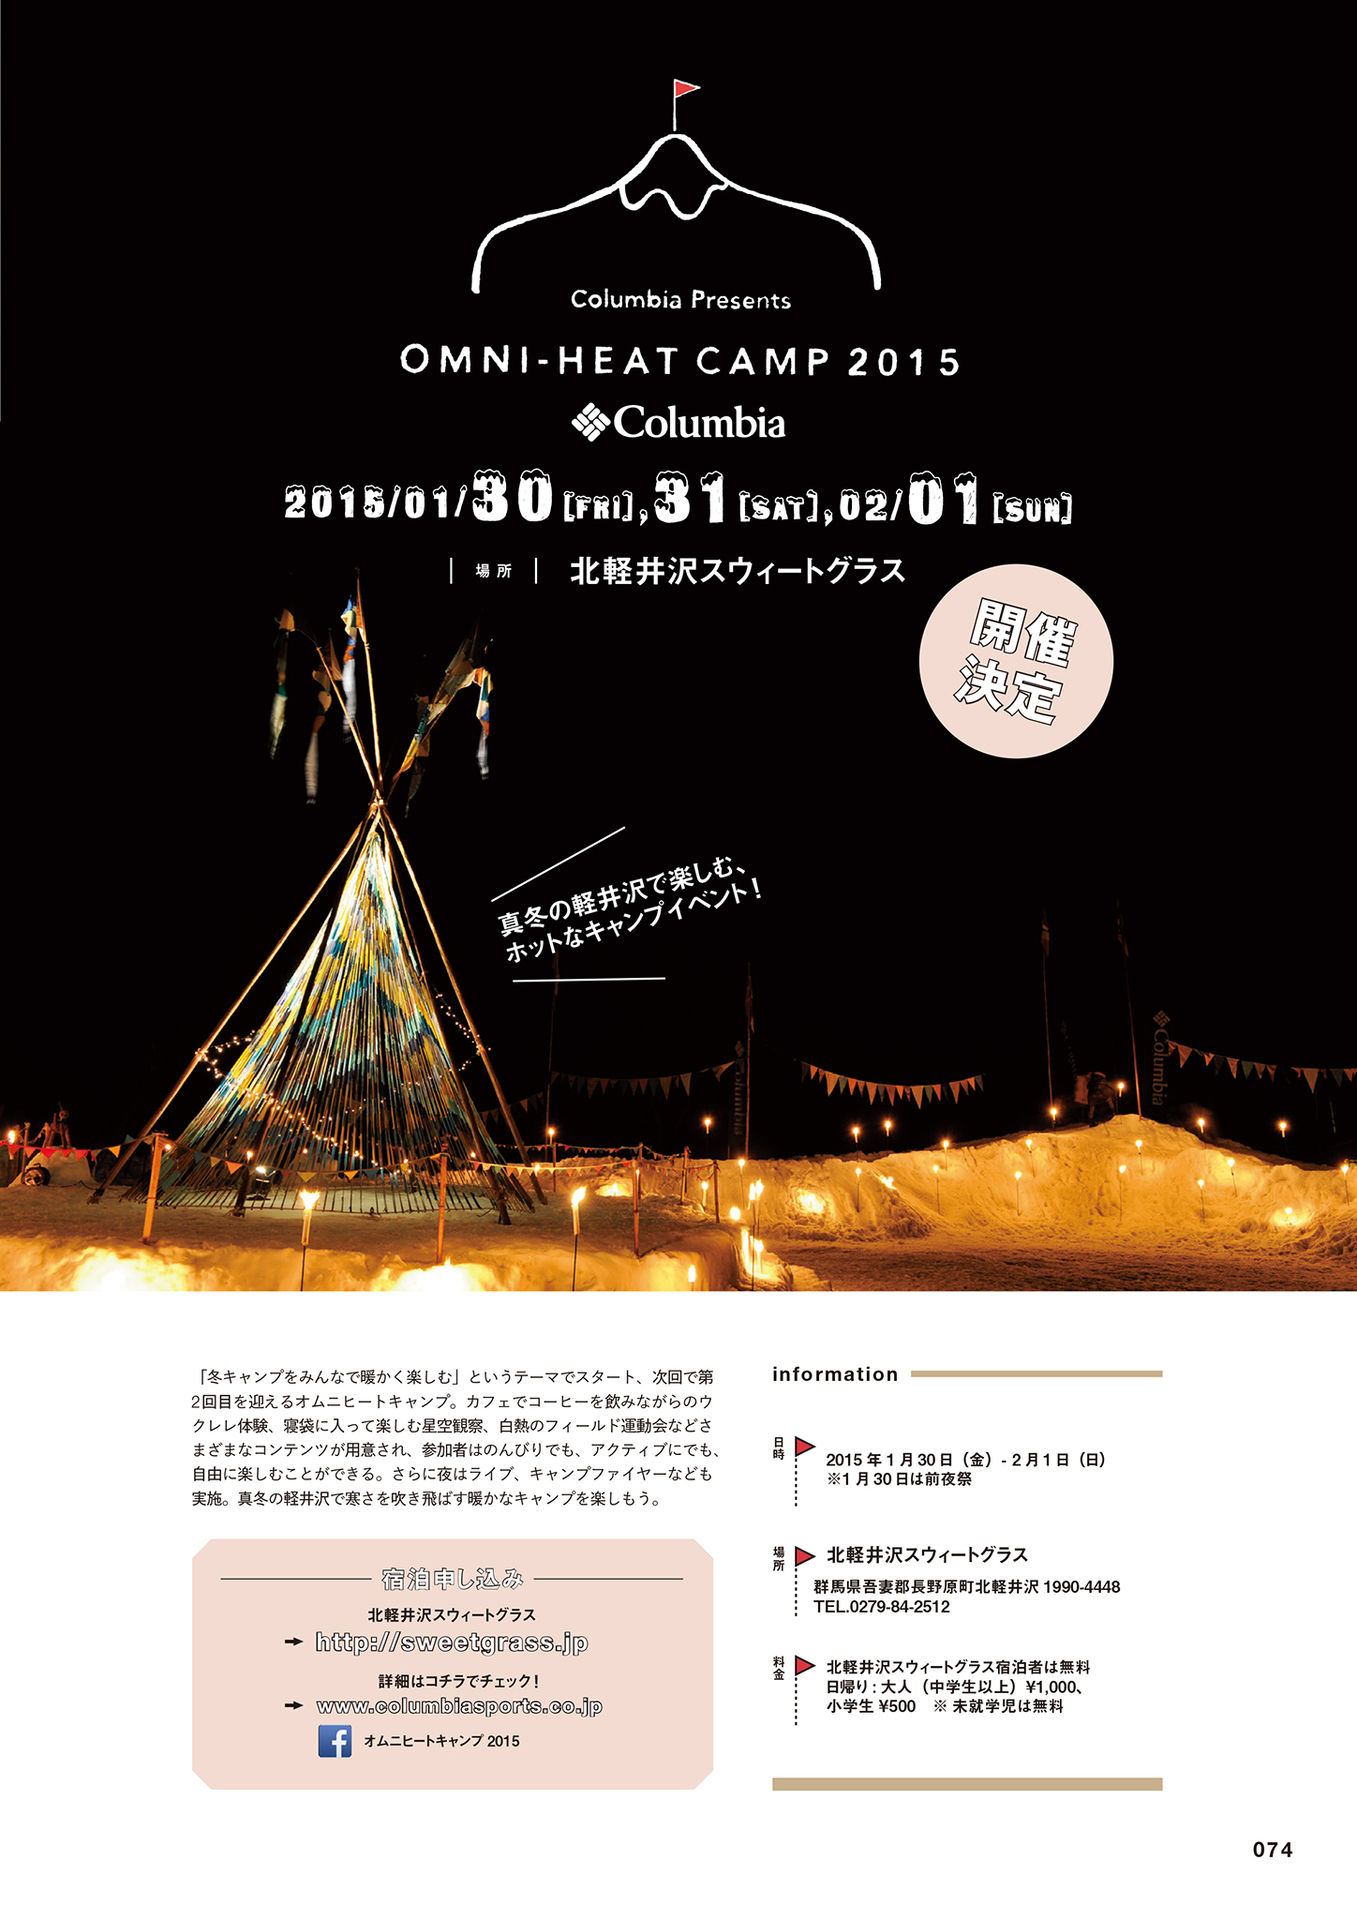 Columbia Presents
OMNI-HEAT CAMP 2015
Columbia
2015/01/30[FRI],31[SAT],02/01[SUN]
場所 北軽井沢スウィートグラス
開催
決定
真冬の軽井沢で楽しむ、
ホットなキャンプイベント！
Columbia
Columbia
「冬キャンプをみんなで暖かく楽しむ」というテーマでスタート、次回で第
2回目を迎えるオムニヒートキャンプ。カフェでコーヒーを飲みながらのウ
クレレ体験、寝袋に入って楽しむ星空観察、白熱のフィールド運動会などさ
まざまなコンテンツが用意され、参加者はのんびりでも、アクティブにでも、
自由に楽しむことができる。さらに夜はライブ、キャンプファイヤーなども
実施。真冬の軽井沢で寒さを吹き飛ばす暖かなキャンプを楽しもう。
宿泊申し込み
北軽井沢スウィートグラス
➞ http://sweetgrass.jp
詳細はコチラでチェック！
➞ www.columbiasports.co.jp
f オムニヒートキャンプ 2015
information
日時
2015 年 1 月 30 日（金）- 2 月 1 日（日）
※1 月 30 日は前夜祭
場所
北軽井沢スウィートグラス
群馬県吾妻郡長野原町北軽井沢 1990-4448
TEL.0279-84-2512
料金
北軽井沢スウィートグラス宿泊者は無料
日帰り : 大人（中学生以上）¥1,000、
小学生 ¥500　※ 未就学児は無料
074